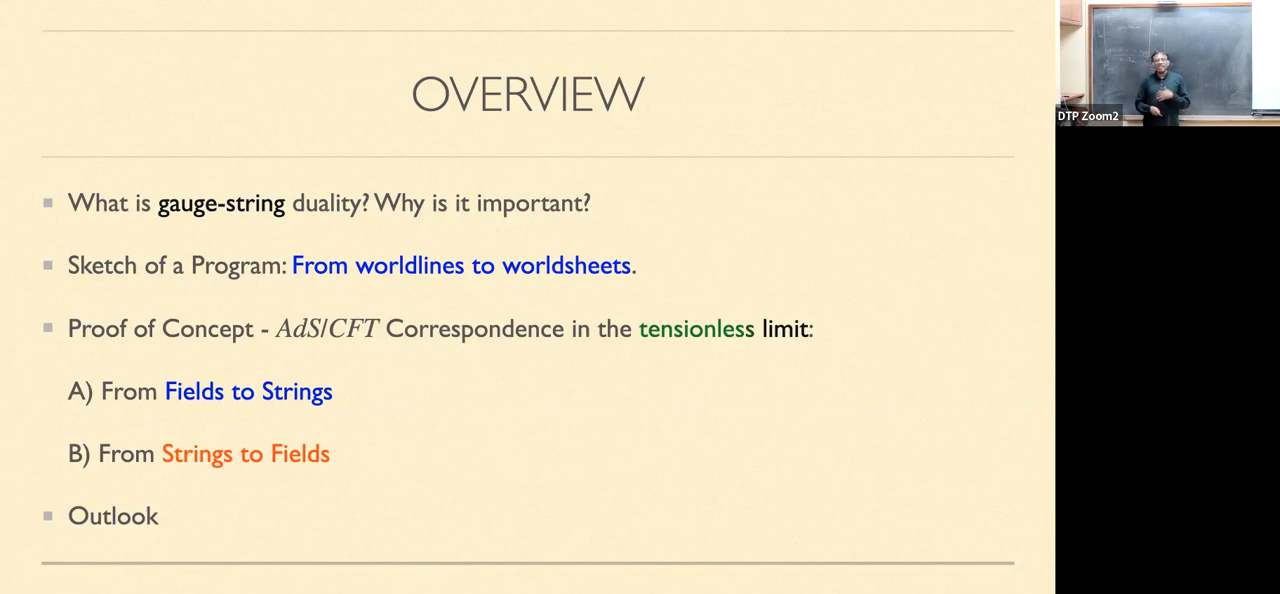 OVERVIEW
What is gauge-string duality? Why is it important?
Sketch of a Program: From worldlines to worldsheets.
Proof of Concept - AdS/CFT Correspondence in the tensionless limit:
A) From Fields to Strings
B) From Strings to Fields
Outlook
DTP Zoom2